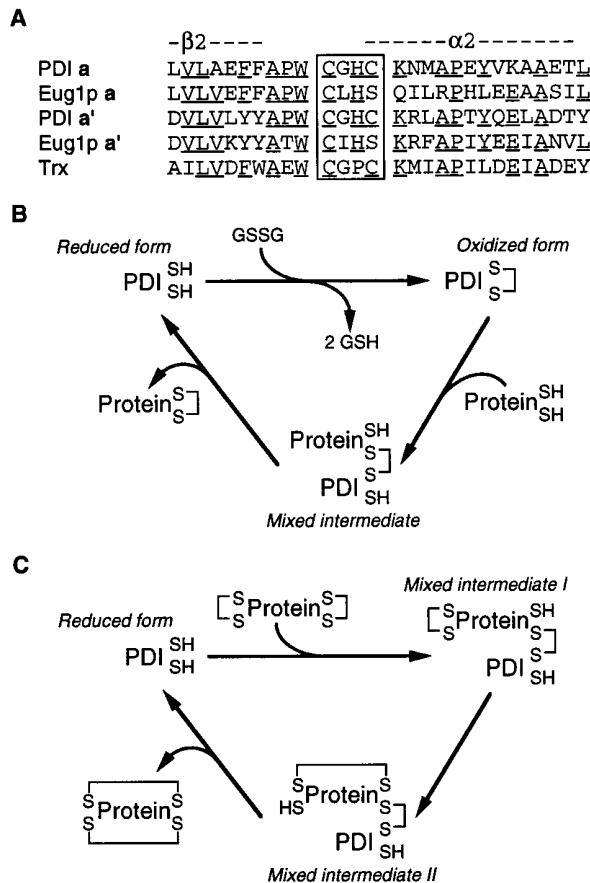 A
-β2---- ------α2-------
PDI a LVLAEFFAPW CGHC KNMAPEYVKAAETL
Eug1p a LVLVEFFAPW CLHS QILRPHLEEAASIL
PDI a' DVLVLYYAPW CGHC KRLAPTYQELADTY
Eug1p a' DVLVKYYATW CIHS KRFAPIYEEIANVL
Trx AILVDFWAEW CGPC KMIAPILDEIADEY
B
Reduced form
GSSG
Oxidized form
PDI SH SH
PDI S S
2 GSH
Protein S S
Protein SH SH
Protein SH S
PDI S SH
Mixed intermediate
C
Mixed intermediate I
Reduced form
S S Protein S S
S S Protein SH S
PDI SH SH
PDI S SH
S S Protein S S
S HS Protein S S
PDI S SH
Mixed intermediate II